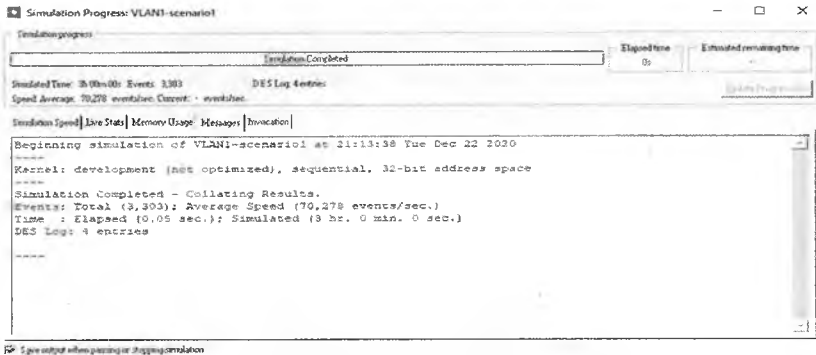 Simulation Progress: VLAN1-scenario1
Simulation progress
Simulation Completed
Elapsed time
0s
Estimated remaining time
-
Simulated Time: 3h 00m 00s Events: 3,303 DES Log: 4 entries
Speed: Average: 70,278 events/sec. Current: - events/sec.
Update Progress
Simulation Speed Live Stats Memory Usage Messages Invocation
Beginning simulation of VLAN1-scenario1 at 21:13:38 Tue Dec 22 2020
----
Kernel: development (not optimized), sequential, 32-bit address space
----
Simulation Completed - Collating Results.
Events: Total (3,303); Average Speed (70,278 events/sec.)
Time : Elapsed (0.05 sec.); Simulated (3 hr. 0 min. 0 sec.)
DES Log: 4 entries
----
Save output when pausing or stopping simulation